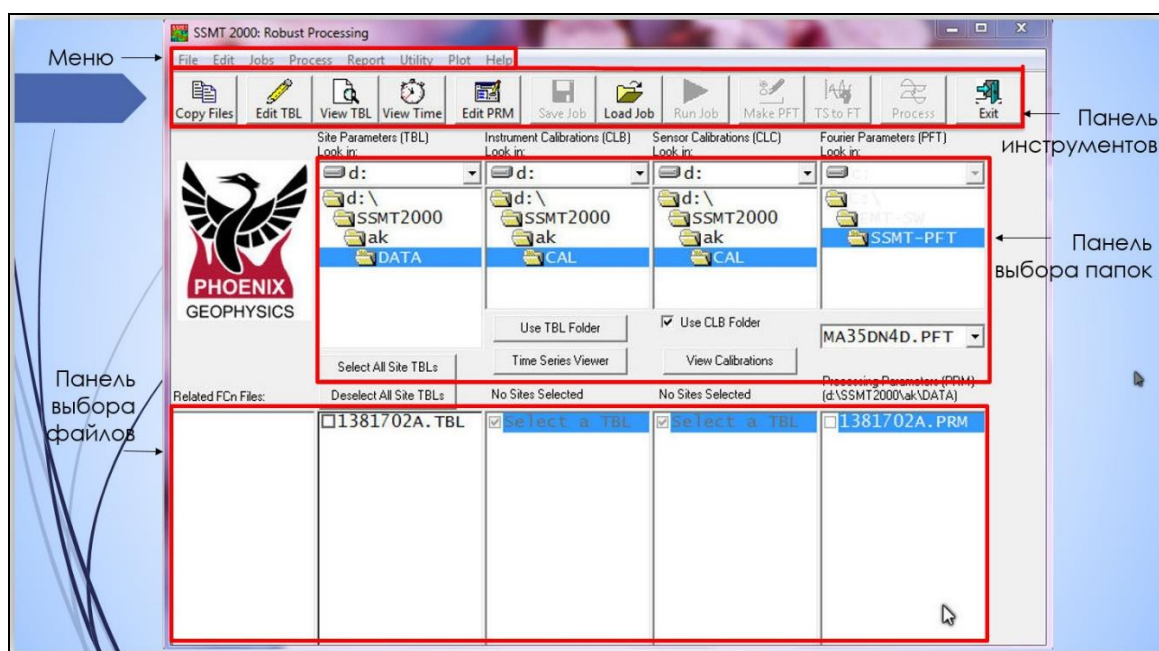 SSMT 2000: Robust Processing
Меню
File Edit Jobs Process Report Utility Plot Help
Copy Files Edit TBL View TBL View Time Edit PRM Save Job Load Job Run Job Make PFT TS to FT Process Exit
Панель
инструментов
Site Parameters (TBL) Instrument Calibrations (CLB) Sensor Calibrations (CLC) Fourier Parameters (PFT)
Look in: Look in: Look in: Look in:
d: d: d: c:
d:\ d:\ d:\
SSMT2000 SSMT2000 SSMT2000
ak ak ak SSMT-PFT
DATA CAL CAL
Панель
выбора папок
PHOENIX
GEOPHYSICS
Use TBL Folder Use CLB Folder
MA35DN4D.PFT
Select All Site TBLs Time Series Viewer View Calibrations
Панель
выбора
файлов
Processing Parameters (PRM)
Related FCn Files: Deselect All Site TBLs No Sites Selected No Sites Selected (d:\SSMT2000\ak\DATA)
1381702A.TBL Select a TBL Select a TBL 1381702A.PRM